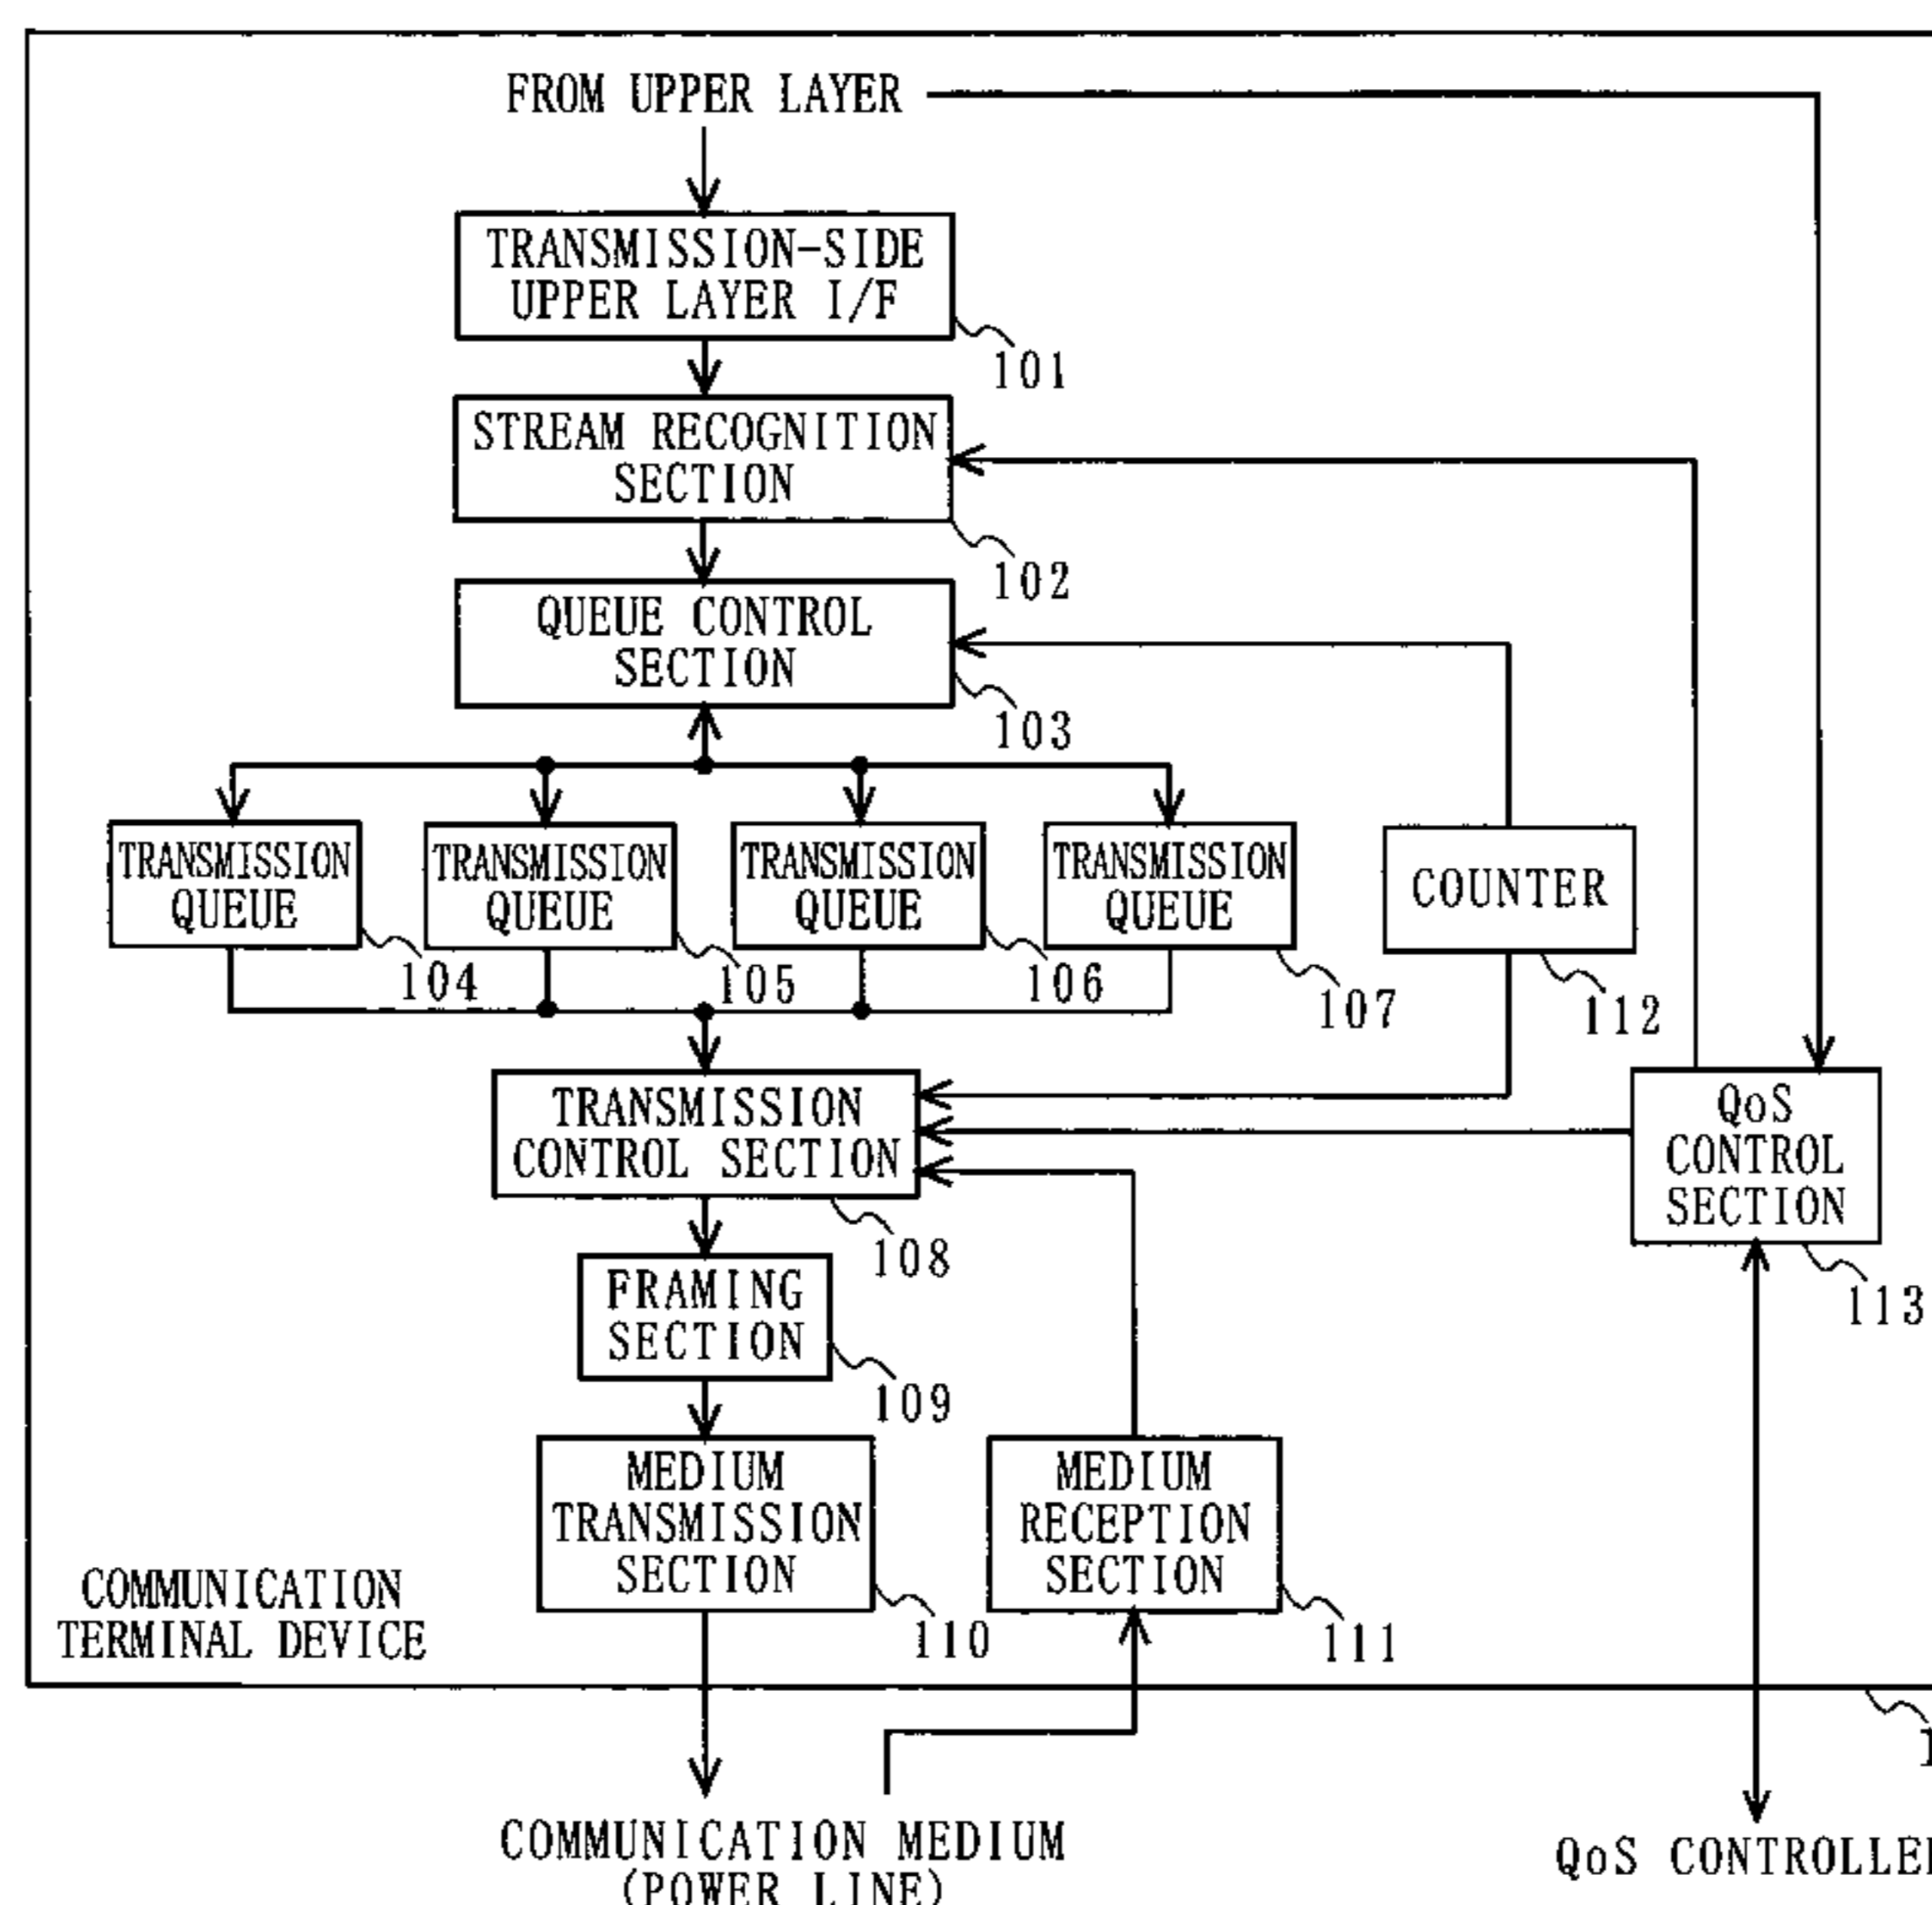 FROM UPPER LAYER
TRANSMISSION-SIDE
UPPER LAYER I/F
101
STREAM RECOGNITION
SECTION
102
QUEUE CONTROL
SECTION
103
TRANSMISSION
QUEUE
104
TRANSMISSION
QUEUE
105
TRANSMISSION
QUEUE
106
TRANSMISSION
QUEUE
107
COUNTER
112
TRANSMISSION
CONTROL SECTION
108
QoS
CONTROL
SECTION
113
FRAMING
SECTION
109
MEDIUM
TRANSMISSION
SECTION
110
MEDIUM
RECEPTION
SECTION
111
COMMUNICATION
TERMINAL DEVICE
COMMUNICATION MEDIUM
(POWER LINE)
QoS